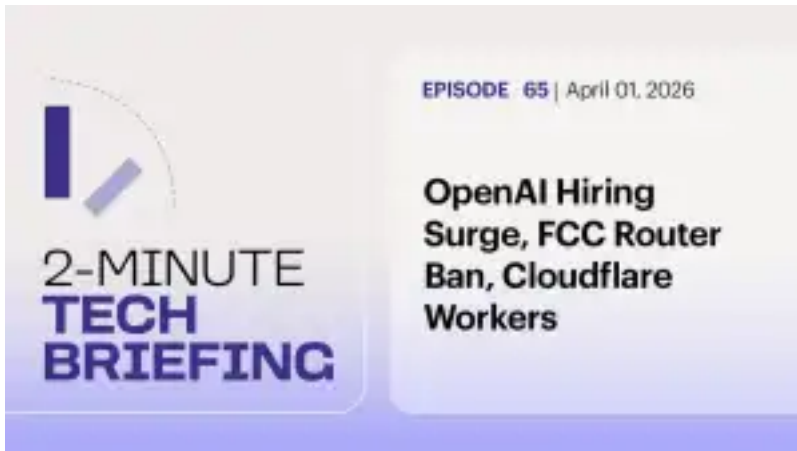 EPISODE 65 | April 01, 2026
OpenAI Hiring
Surge, FCC Router
Ban, Cloudflare
Workers
2-MINUTE
TECH
BRIEFING